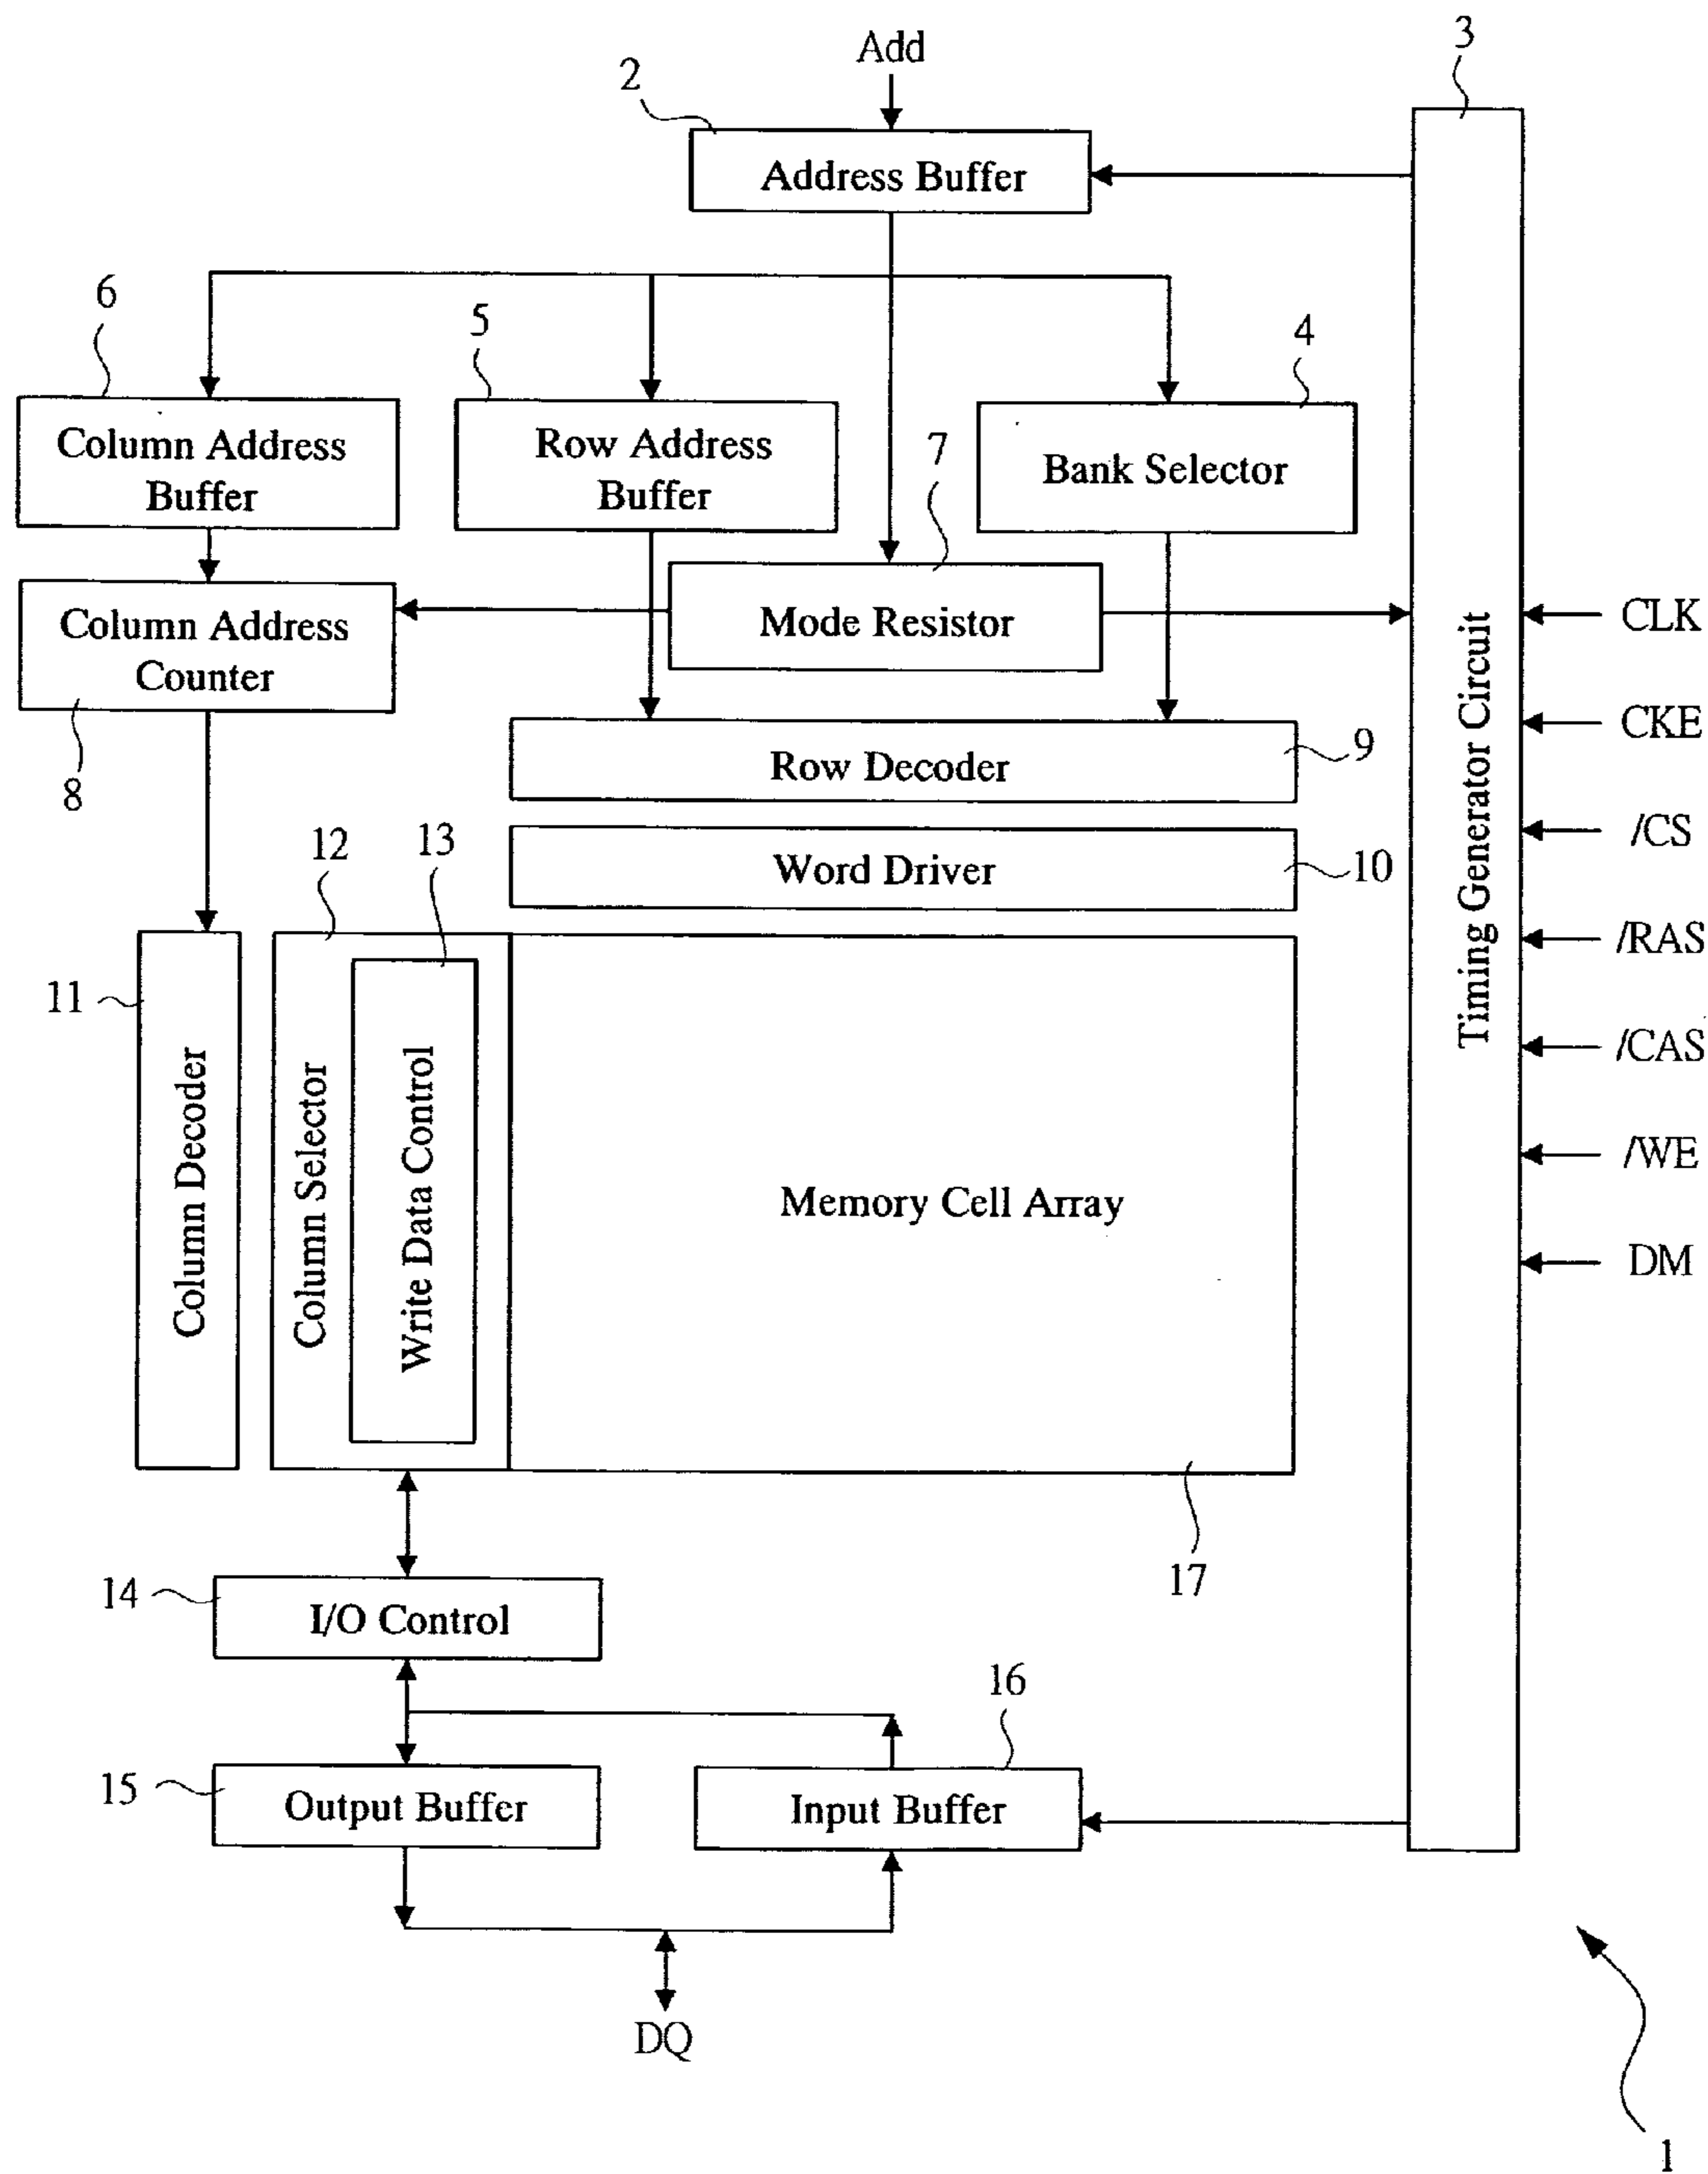 3
Add
2
Address Buffer
6
5
4
Column Address
Buffer
Row Address
Buffer
7
Bank Selector
Column Address
Counter
Mode Resistor
8
Row Decoder
9
Word Driver
10
Timing Generator Circuit
CLK
CKE
/CS
/RAS
/CAS
/WE
DM
12
13
11
Column Decoder
Column Selector
Write Data Control
Memory Cell Array
17
14
I/O Control
16
15
Output Buffer
Input Buffer
DQ
1